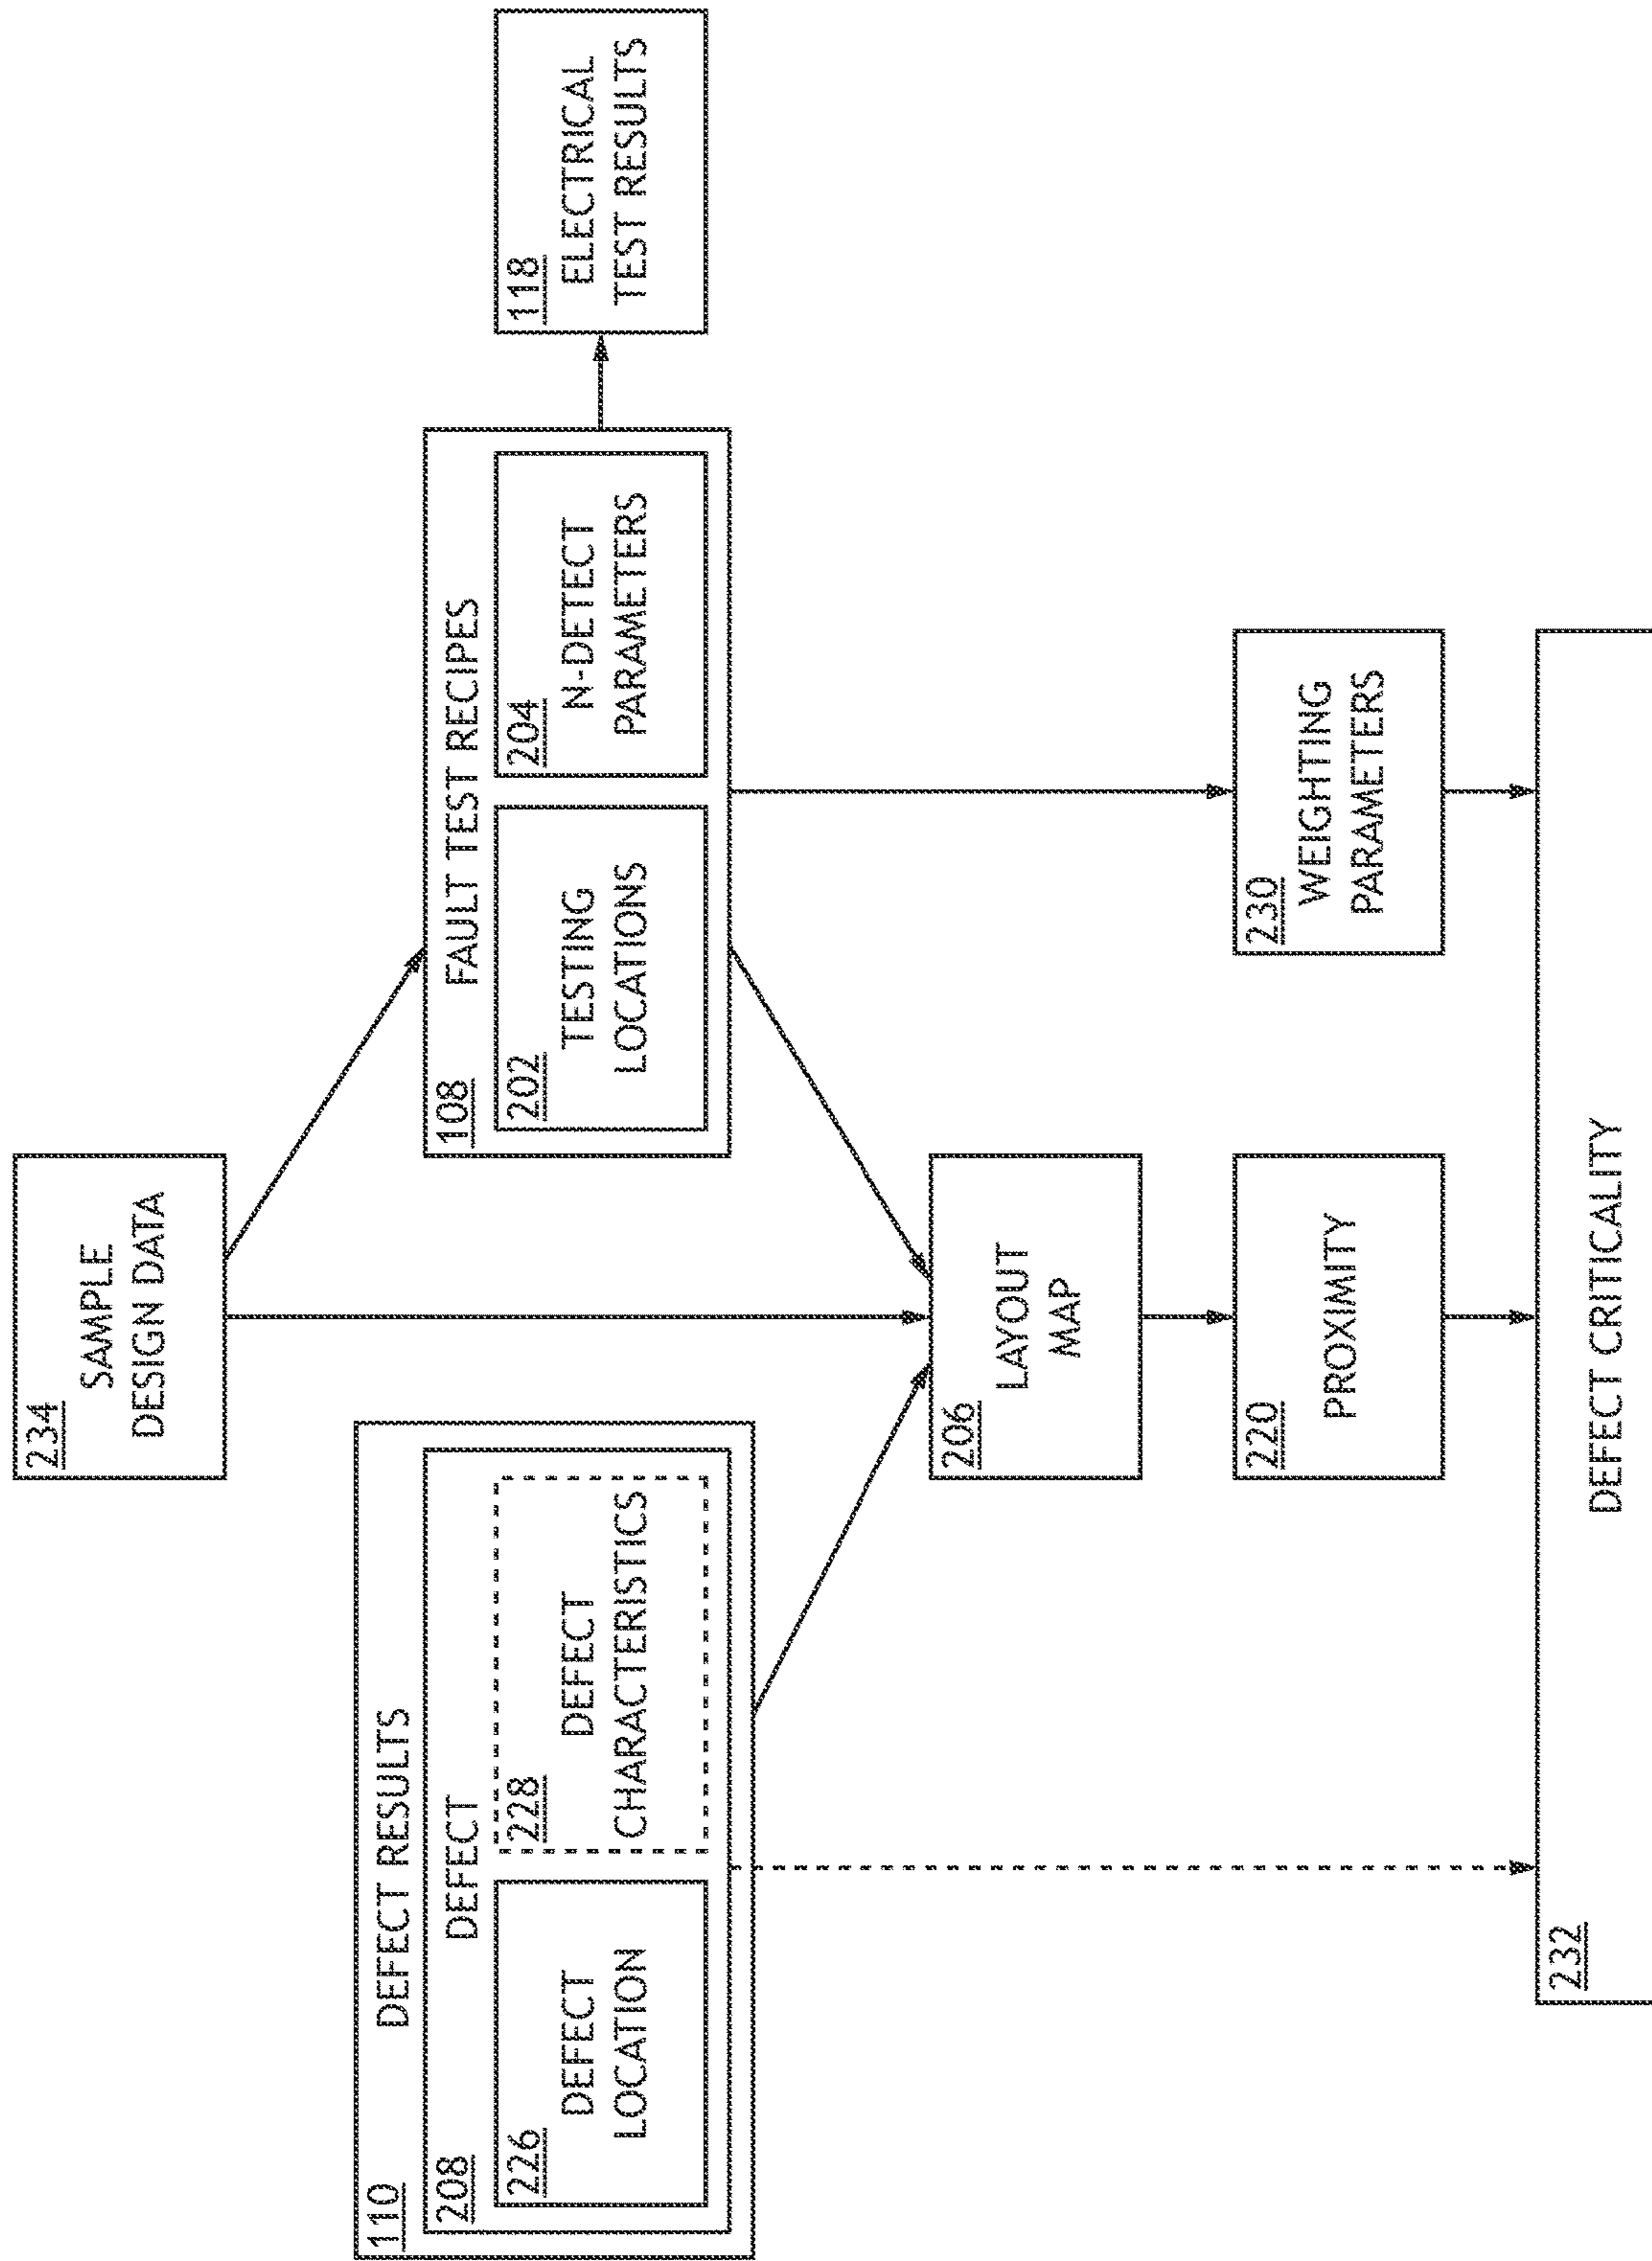 234
SAMPLE
DESIGN DATA
110
DEFECT RESULTS
208
DEFECT
226
DEFECT
LOCATION
228
DEFECT
CHARACTERISTICS
108
FAULT TEST RECIPES
202
TESTING
LOCATIONS
204
N-DETECT
PARAMETERS
118
ELECTRICAL
TEST RESULTS
206
LAYOUT
MAP
220
PROXIMITY
230
WEIGHTING
PARAMETERS
232
DEFECT CRITICALITY